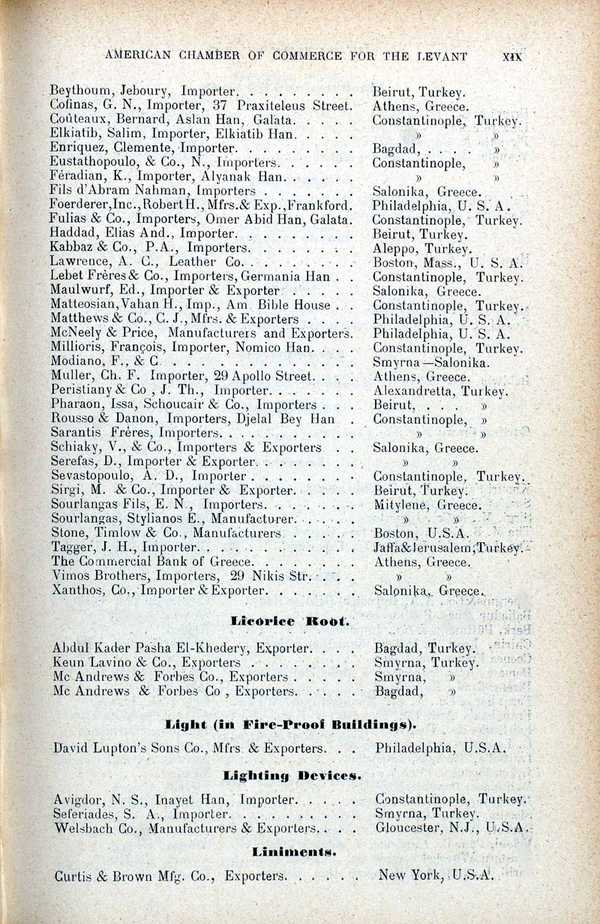 AMERICAN CHAMBER OF COMMERCE FOR THE LEVANT XIX
Beythoum, Jeboury, Importer. . . . . . . . . Beirut, Turkey.
Cofinas, G. N., Importer, 37 Praxiteleus Street. Athens, Greece.
Coûteaux, Bernard, Aslan Han, Galata. . . . . Constantinople, Turkey.
Elkiatib, Salim, Importer, Elkiatib Han. . . . . » »
Enriquez, Clemente, Importer. . . . . . . . . Bagdad, . . . . »
Eustathopoulo, & Co., N., Importers. . . . . . Constantinople, »
Féradian, K., Importer, Alyanak Han. . . . . . » »
Fils d'Abram Nahman, Importers . . . . . . . Salonika, Greece.
Foerderer,Inc.,Robert H., Mfrs.& Exp.,Frankford. Philadelphia, U. S. A.
Fulias & Co., Importers, Omer Abid Han, Galata. Constantinople, Turkey.
Haddad, Elias And., Importer. . . . . . . . . Beirut, Turkey.
Kabbaz & Co., P.A., Importers. . . . . . . . Aleppo, Turkey.
Lawrence, A. C., Leather Co. . . . . . . . . Boston, Mass., U. S. A.
Lebet Frères & Co., Importers, Germania Han . . Constantinople, Turkey.
Maulwurf, Ed., Importer & Exporter . . . . . Salonika, Greece.
Matteosian, Vahan H., Imp., Am Bible House . . Constantinople, Turkey.
Matthews & Co., C. J., Mfrs. & Exporters . . . . Philadelphia, U. S. A.
McNeely & Price, Manufacturers and Exporters. Philadelphia, U. S. A.
Millioris, François, Importer, Nomico Han. . . . Constantinople, Turkey.
Modiano, F., & C. . . . . . . . . . . . . . Smyrna—Salonika.
Muller, Ch. F. Importer, 29 Apollo Street. . . . Athens, Greece.
Peristiany & Co , J. Th., Importer. . . . . . . Alexandretta, Turkey.
Pharaon, Issa, Schoucair & Co., Importers . . . Beirut, . . . »
Rousso & Danon, Importers, Djelal Bey Han . Constantinople, »
Sarantis Fréres, Importers. . . . . . . . . . » »
Schiaky, V., & Co., Importers & Exporters . . Salonika, Greece.
Serefas, D., Importer & Exporter. . . . . . . » »
Sevastopoulo, A. D., Importer . . . . . . . . Constantinople, Turkey.
Sirgi, M. & Co., Importer & Exporter. . . . . Beirut, Turkey.
Sourlangas Fils, E. N , Importers. . . . . . . Mitylene, Greece.
Sourlangas, Stylianos E., Manufacturer. . . . . » »
Stone, Timlow & Co., Manufacturers . . . . . Boston, U.S.A.
Tagger, J. H., Importer. . . . . . . . . . . Jaffa&Jerusalem,Turkey.
The Commercial Bank of Greece. . . . . . . . Athens, Greece.
Vimos Brothers, Importers, 29 Nikis Str. . . . . » »
Xanthos, Co., Importer & Exporter. . . . . . . Salonika, Greece.
Licorice Root.
Abdul Kader Pasha El-Khedery, Exporter. . . . Bagdad, Turkey.
Keun Lavino & Co., Exporters . . . . . . . . Smyrna, Turkey.
Mc Andrews & Forbes Co., Exporters . . . . . Smyrna, »
Mc Andrews & Forbes Co , Exporters. . . . . Bagdad, »
Light (in Fire-Proof Buildings).
David Lupton's Sons Co., Mfrs. & Exporters. . . Philadelphia, U.S.A.
Lighting Devices.
Avigdor, N. S., Inayet Han, Importer. . . . . Constantinople, Turkey.
Seferiades, S. A., Importer. . . . . . . . . . Smyrna, Turkey.
Welsbach Co., Manufacturers & Exporters. . . . Gloucester, N.J., U.S.A.
Liniments.
Curtis & Brown Mfg. Co., Exporters. . . . . . New York, U.S.A.